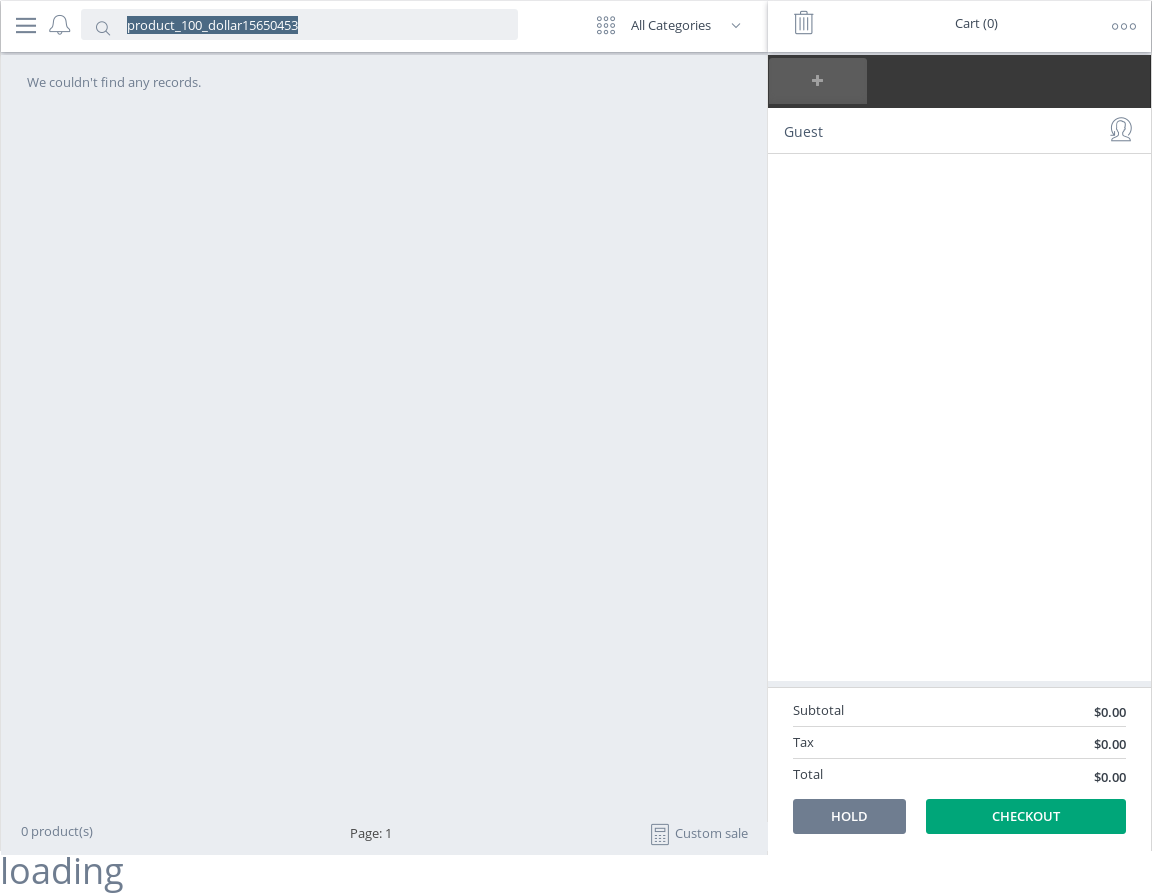 product_100_dollar15650453
All Categories
Cart (0)
We couldn't find any records.
+
Guest
Subtotal
$0.00
Tax
$0.00
Total
$0.00
HOLD
CHECKOUT
0 product(s)
Page: 1
Custom sale
loading